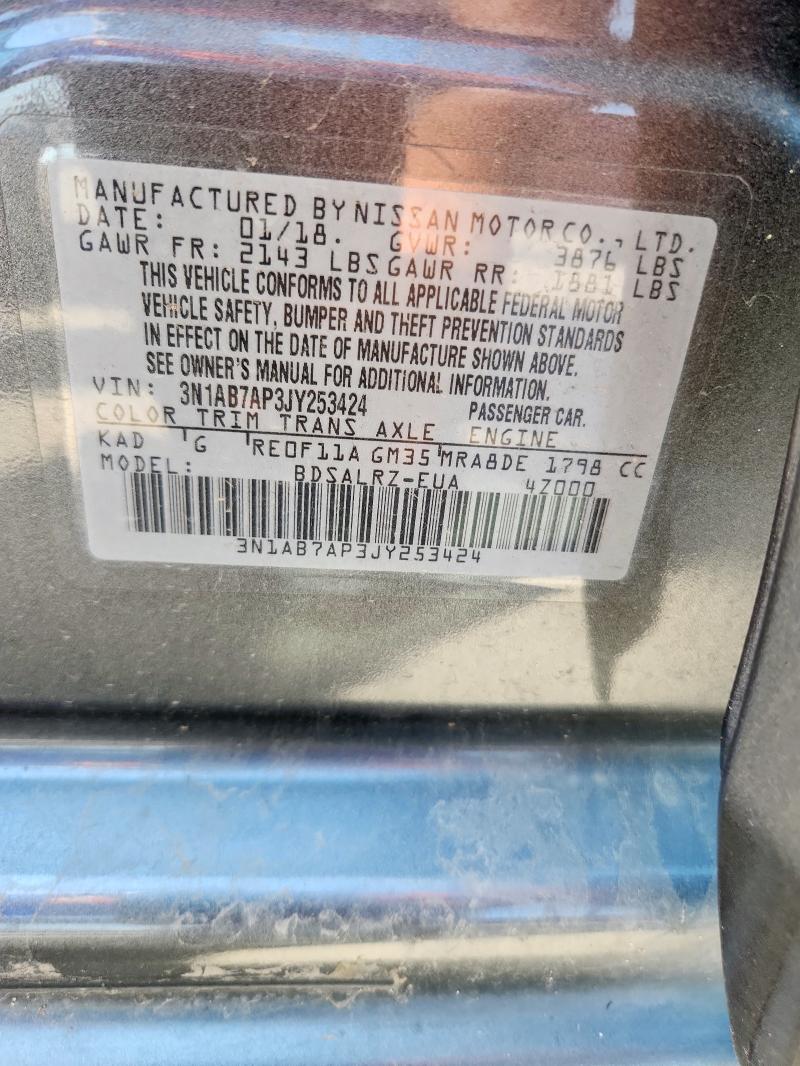 MANUFACTURED BY NISSAN MOTOR CO., LTD.
DATE: 01/18. GVWR: 3876 LBS
GAWR FR: 2143 LBS GAWR RR: 1881 LBS
THIS VEHICLE CONFORMS TO ALL APPLICABLE FEDERAL MOTOR
VEHICLE SAFETY, BUMPER AND THEFT PREVENTION STANDARDS
IN EFFECT ON THE DATE OF MANUFACTURE SHOWN ABOVE.
SEE OWNER'S MANUAL FOR ADDITIONAL INFORMATION.
VIN: 3N1AB7AP3JY253424 PASSENGER CAR.
COLOR TRIM TRANS AXLE ENGINE
KAD G RE0F11A GM35 MRA8DE 1798 CC
MODEL: BDSALRZ-EUA 4Z000
3N1AB7AP3JY253424